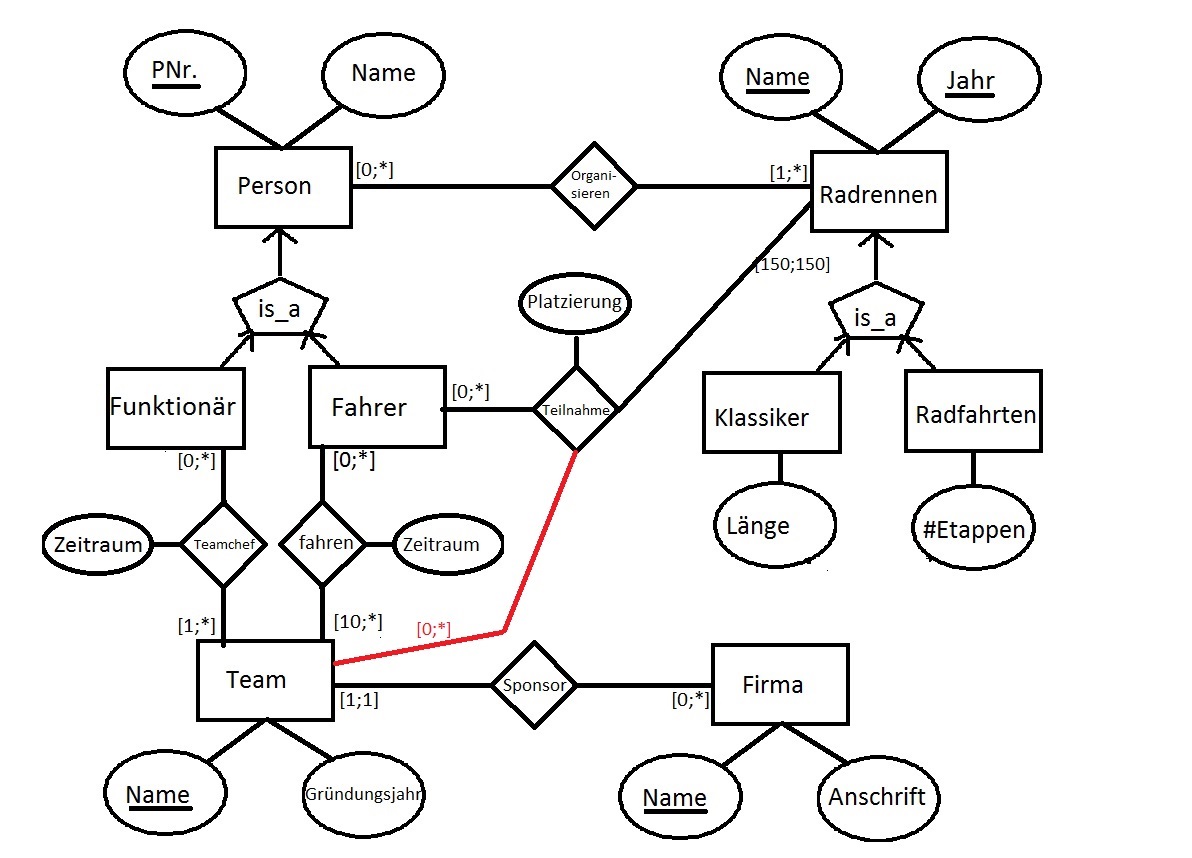 PNr.
Name
Name
Jahr
Person
[0;*]
Organi-
sieren
[1;*]
Radrennen
[150;150]
is_a
Platzierung
is_a
Funktionär
Fahrer
[0;*]
Teilnahme
Klassiker
Radfahrten
[0;*]
[0;*]
Länge
#Etappen
Zeitraum
Teamchef
fahren
Zeitraum
[1;*]
[10;*]
[0;*]
Team
[1;1]
Sponsor
[0;*]
Firma
Name
Gründungsjahr
Name
Anschrift